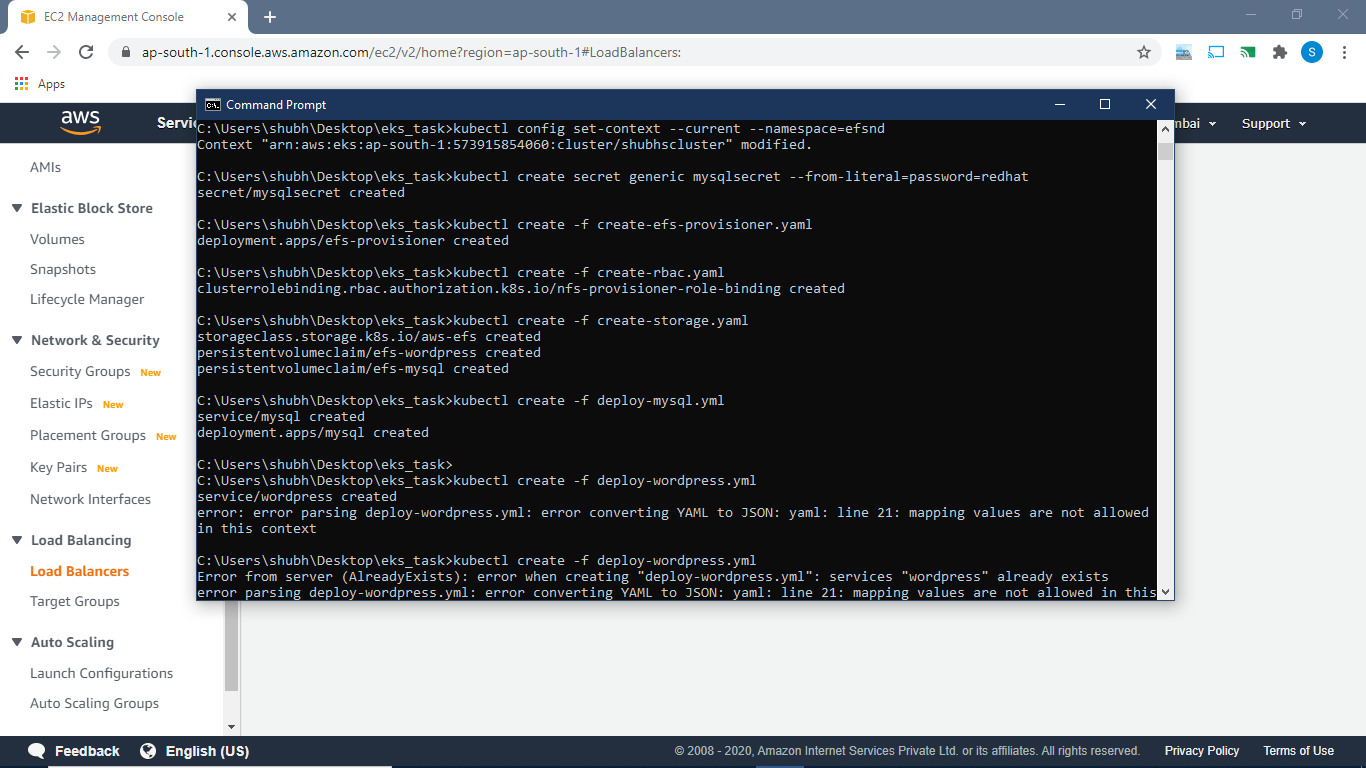 EC2 Management Console
ap-south-1.console.aws.amazon.com/ec2/v2/home?region=ap-south-1#LoadBalancers:
S
Apps
aws
Servi
mbai
Support
Command Prompt
C:\Users\shubh\Desktop\eks_task>kubectl config set-context --current --namespace=efsnd
Context "arn:aws:eks:ap-south-1:573915854060:cluster/shubhscluster" modified.
C:\Users\shubh\Desktop\eks_task>kubectl create secret generic mysqlsecret --from-literal=password=redhat
secret/mysqlsecret created
C:\Users\shubh\Desktop\eks_task>kubectl create -f create-efs-provisioner.yaml
deployment.apps/efs-provisioner created
C:\Users\shubh\Desktop\eks_task>kubectl create -f create-rbac.yaml
clusterrolebinding.rbac.authorization.k8s.io/nfs-provisioner-role-binding created
C:\Users\shubh\Desktop\eks_task>kubectl create -f create-storage.yaml
storageclass.storage.k8s.io/aws-efs created
persistentvolumeclaim/efs-wordpress created
persistentvolumeclaim/efs-mysql created
C:\Users\shubh\Desktop\eks_task>kubectl create -f deploy-mysql.yml
service/mysql created
deployment.apps/mysql created
C:\Users\shubh\Desktop\eks_task>
C:\Users\shubh\Desktop\eks_task>kubectl create -f deploy-wordpress.yml
service/wordpress created
error: error parsing deploy-wordpress.yml: error converting YAML to JSON: yaml: line 21: mapping values are not allowed
in this context
C:\Users\shubh\Desktop\eks_task>kubectl create -f deploy-wordpress.yml
Error from server (AlreadyExists): error when creating "deploy-wordpress.yml": services "wordpress" already exists
error parsing deploy-wordpress.yml: error converting YAML to JSON: yaml: line 21: mapping values are not allowed in this
AMIs
Elastic Block Store
Volumes
Snapshots
Lifecycle Manager
Network & Security
Security Groups New
Elastic IPs New
Placement Groups New
Key Pairs New
Network Interfaces
Load Balancing
Load Balancers
Target Groups
Auto Scaling
Launch Configurations
Auto Scaling Groups
Feedback
English (US)
© 2008 - 2020, Amazon Internet Services Private Ltd. or its affiliates. All rights reserved.
Privacy Policy
Terms of Use